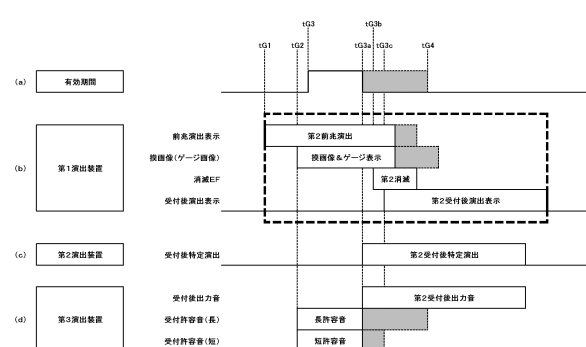 tG3
tG3b
tG1 tG2 tG3a tG3c tG4
(a) 有効期間
前兆演出表示 第2前兆演出
摸画像(ゲージ画像) 摸画像&ゲージ表示
(b) 第1演出装置
消滅EF 第2消滅
受付後演出表示 第2受付後演出表示
(c) 第2演出装置 受付後特定演出 第2受付後特定演出
受付後出力音 第2受付後出力音
(d) 第3演出装置 受付許容音(長) 長許容音
受付許容音(短) 短許容音